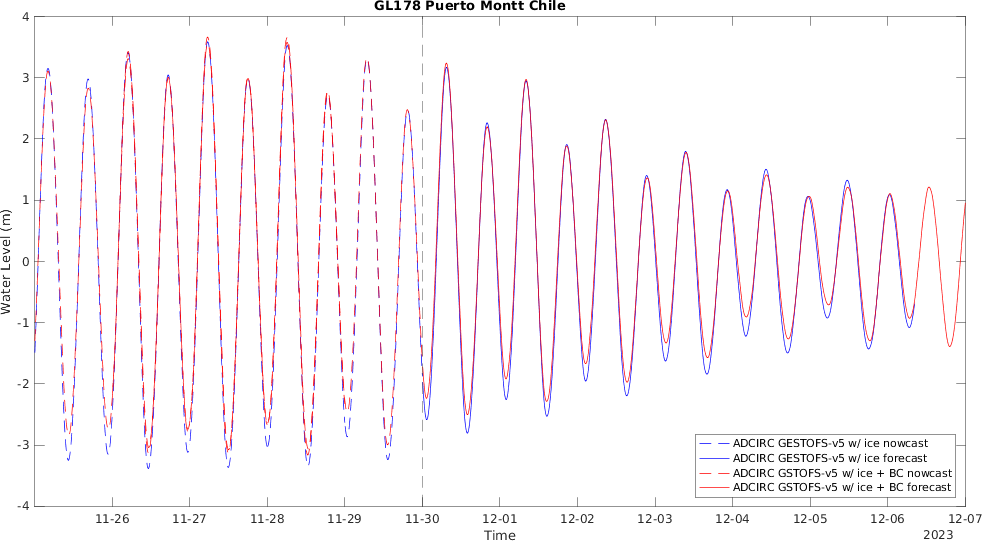 GL178 Puerto Montt Chile
4
3
2
1
0
-1
-2
-3
-4
Water Level (m)
ADCIRC GESTOFS-v5 w/ ice nowcast
ADCIRC GESTOFS-v5 w/ ice forecast
ADCIRC GSTOFS-v5 w/ ice + BC nowcast
ADCIRC GSTOFS-v5 w/ ice + BC forecast
11-26 11-27 11-28 11-29 11-30 12-01 12-02 12-03 12-04 12-05 12-06 12-07
Time 2023